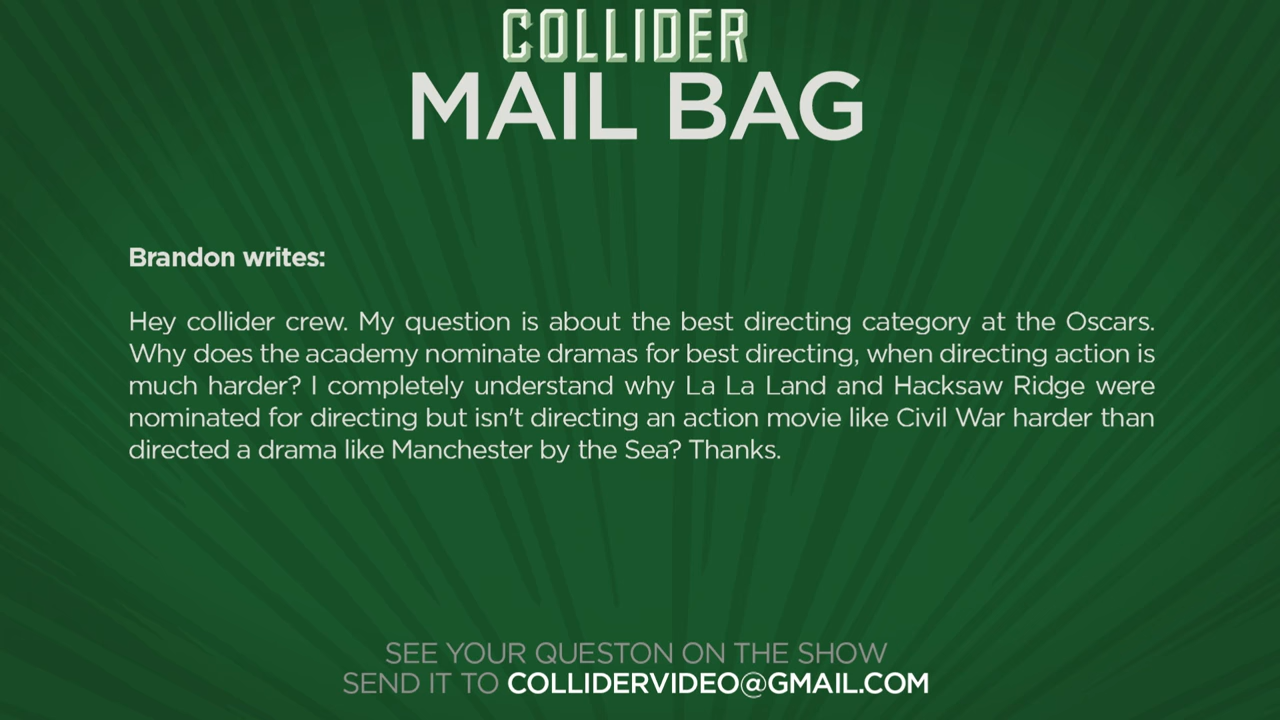 COLLIDER
MAIL BAG
Brandon writes:
Hey collider crew. My question is about the best directing category at the Oscars.
Why does the academy nominate dramas for best directing, when directing action is
much harder? I completely understand why La La Land and Hacksaw Ridge were
nominated for directing but isn't directing an action movie like Civil War harder than
directed a drama like Manchester by the Sea? Thanks.
SEE YOUR QUESTON ON THE SHOW
SEND IT TO COLLIDERVIDEO@GMAIL.COM